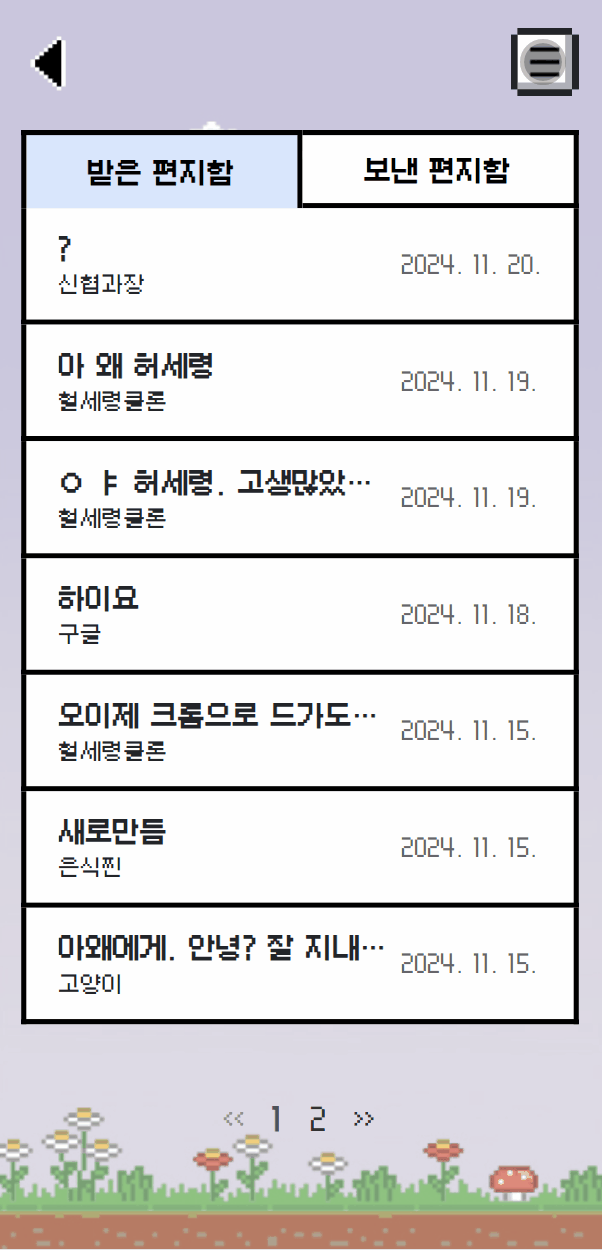 받은 편지함
보낸 편지함
?
신협과장
2024. 11. 20.
아 왜 허세령
헐세령클론
2024. 11. 19.
ㅇ ㅑ 허세령. 고생많았…
헐세령클론
2024. 11. 19.
하이요
구글
2024. 11. 18.
오이제 크롬으로 드가도…
헐세령클론
2024. 11. 15.
새로만듬
은식찐
2024. 11. 15.
아왜에게. 안녕? 잘 지내…
고양이
2024. 11. 15.
<< 1 2 >>